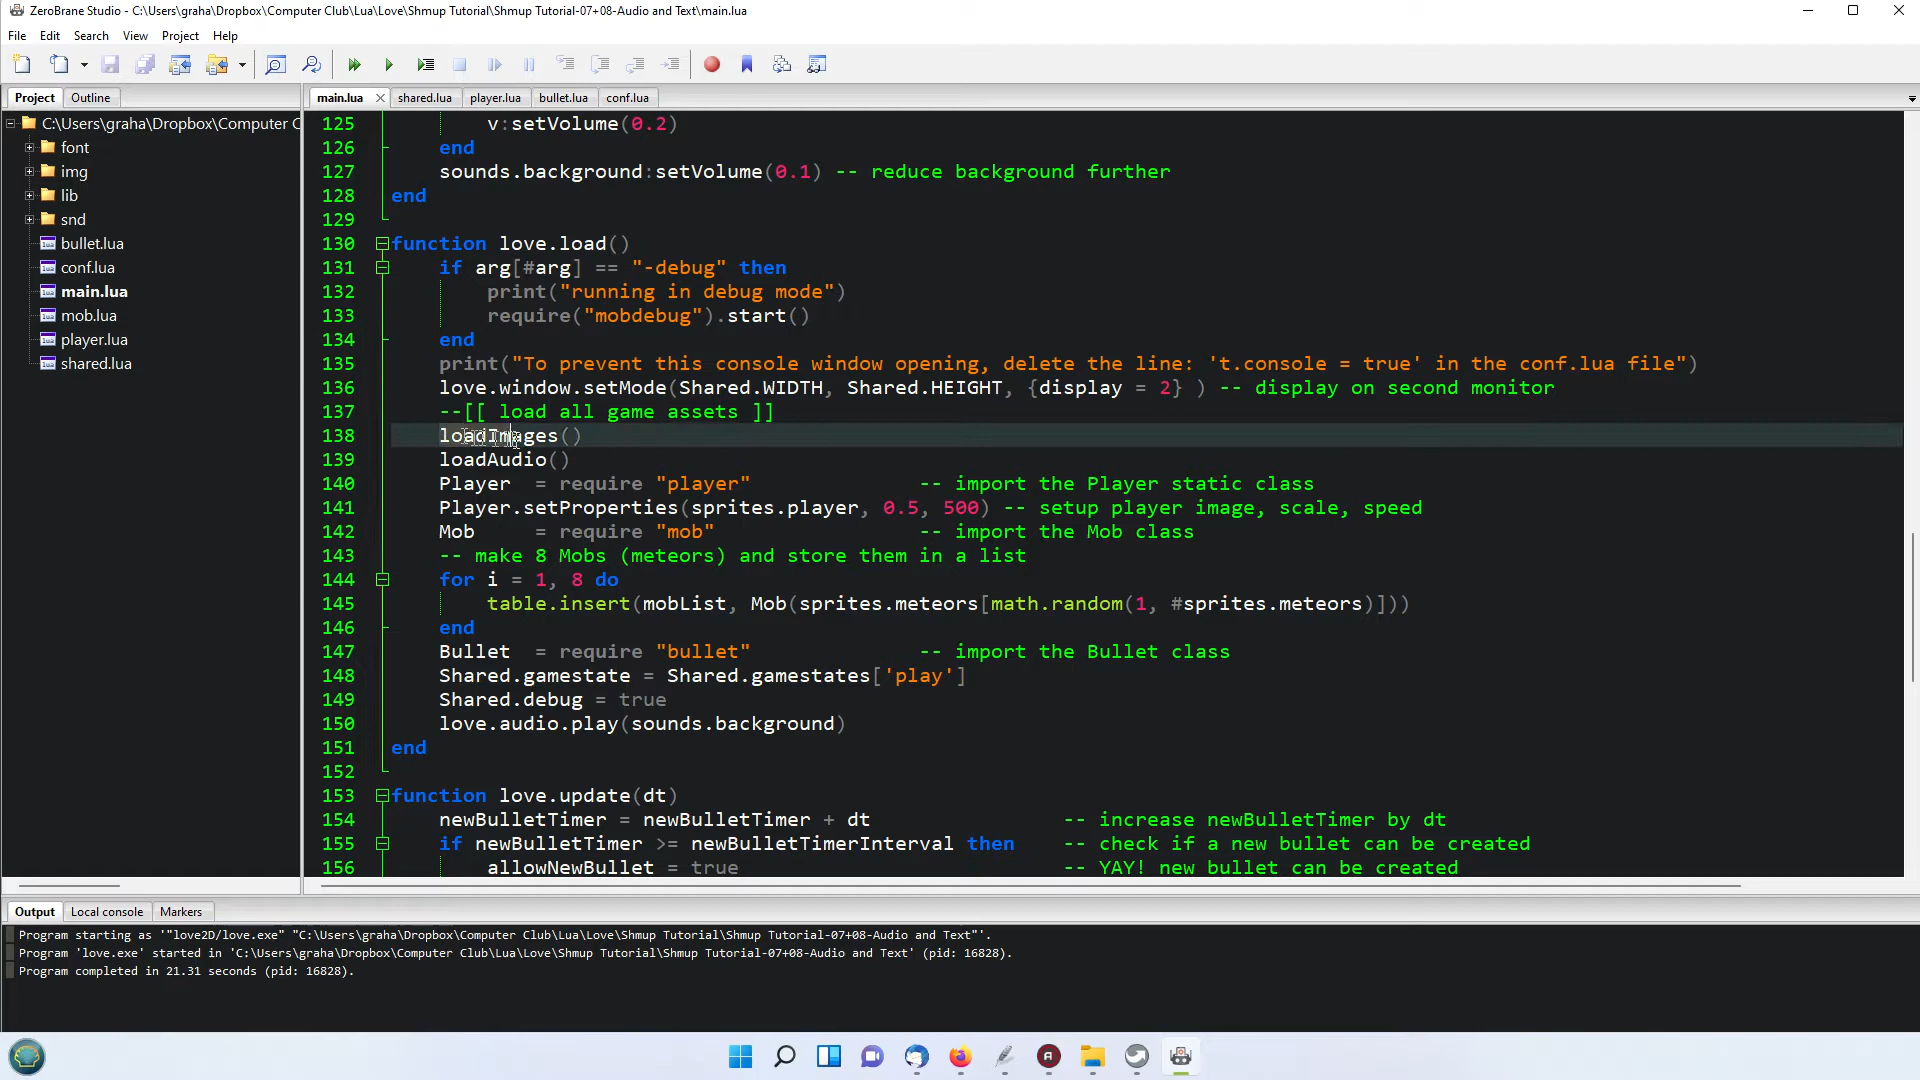 ZeroBrane Studio - C:\Users\graha\Dropbox\Computer Club\Lua\Love\Shmup Tutorial\Shmup Tutorial-07+08-Audio and Text\main.lua
File Edit Search View Project Help
Project Outline
main.lua shared.lua player.lua bullet.lua conf.lua
C:\Users\graha\Dropbox\Computer C
font
img
lib
snd
bullet.lua
conf.lua
main.lua
mob.lua
player.lua
shared.lua
125 v:setVolume(0.2)
126 end
127 sounds.background:setVolume(0.1) -- reduce background further
128 end
129
130 function love.load()
131 if arg[#arg] == "-debug" then
132 print("running in debug mode")
133 require("mobdebug").start()
134 end
135 print("To prevent this console window opening, delete the line: 't.console = true' in the conf.lua file")
136 love.window.setMode(Shared.WIDTH, Shared.HEIGHT, {display = 2} ) -- display on second monitor
137 --[[ load all game assets ]]
138 loadImages()
139 loadAudio()
140 Player = require "player" -- import the Player static class
141 Player.setProperties(sprites.player, 0.5, 500) -- setup player image, scale, speed
142 Mob = require "mob" -- import the Mob class
143 -- make 8 Mobs (meteors) and store them in a list
144 for i = 1, 8 do
145 table.insert(mobList, Mob(sprites.meteors[math.random(1, #sprites.meteors)]))
146 end
147 Bullet = require "bullet" -- import the Bullet class
148 Shared.gamestate = Shared.gamestates['play']
149 Shared.debug = true
150 love.audio.play(sounds.background)
151 end
152
153 function love.update(dt)
154 newBulletTimer = newBulletTimer + dt -- increase newBulletTimer by dt
155 if newBulletTimer >= newBulletTimerInterval then -- check if a new bullet can be created
156 allowNewBullet = true -- YAY! new bullet can be created
Output Local console Markers
Program starting as '"love2D/love.exe" "C:\Users\graha\Dropbox\Computer Club\Lua\Love\Shmup Tutorial\Shmup Tutorial-07+08-Audio and Text"'.
Program 'love.exe' started in 'C:\Users\graha\Dropbox\Computer Club\Lua\Love\Shmup Tutorial\Shmup Tutorial-07+08-Audio and Text' (pid: 16828).
Program completed in 21.31 seconds (pid: 16828).